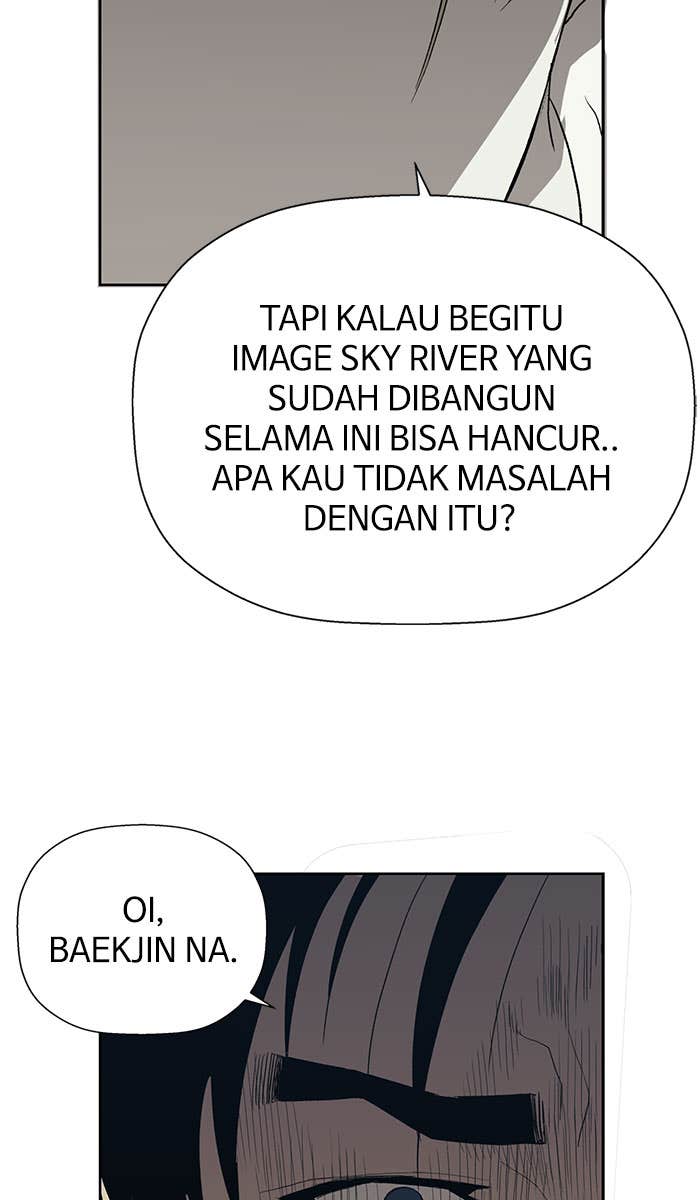 TAPI KALAU BEGITU
IMAGE SKY RIVER YANG
SUDAH DIBANGUN
SELAMA INI BISA HANCUR..
APA KAU TIDAK MASALAH
DENGAN ITU?
OI,
BAEKJIN NA.